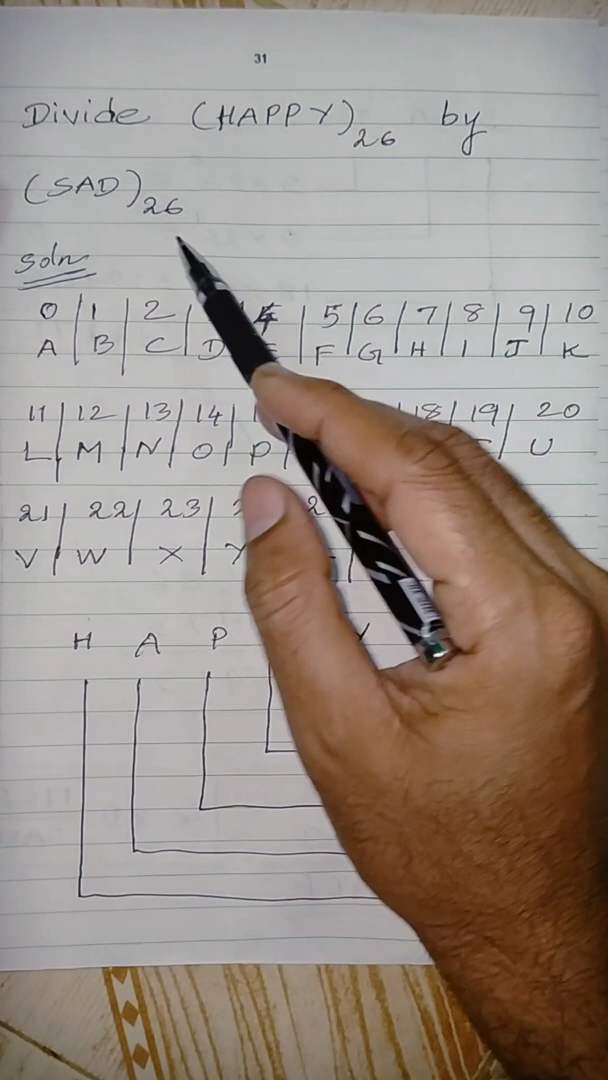 31
Divide (HAPPY)26 by
(SAD)26
Soln
0 | 1 | 2 | 4 | 5 | 6 | 7 | 8 | 9 | 10
A | B | C | D | F | G | H | I | J | K
11 | 12 | 13 | 14 | 18 | 19 | 20
L | M | N | O | P | U
21 | 22 | 23
V | W | X | Y
H A P Y